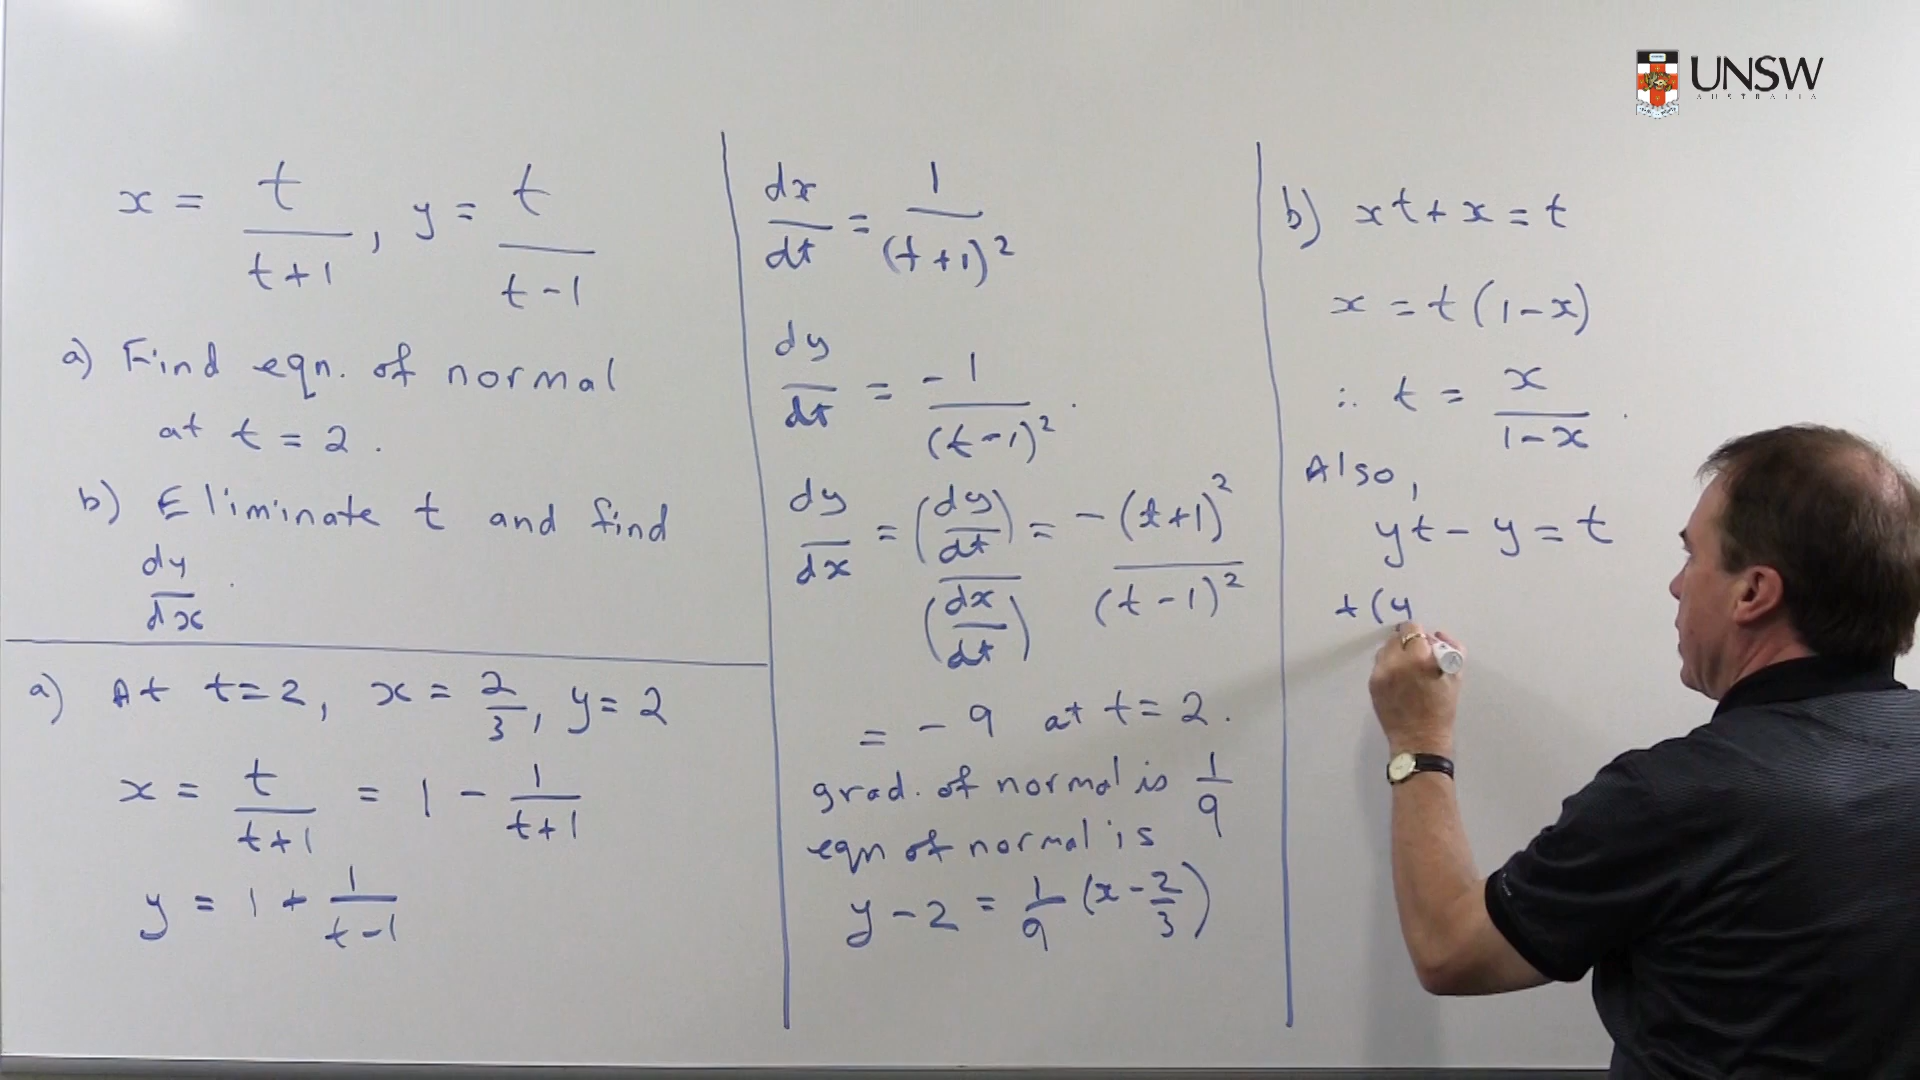 UNSW
AUSTRALIA
x = t/(t+1), y = t/(t-1)
a) Find eqn. of normal
at t = 2.
b) Eliminate t and find
dy/dx.
a) At t=2, x = 2/3, y = 2
x = t/(t+1) = 1 - 1/(t+1)
y = 1 + 1/(t-1)
dx/dt = 1/(t+1)²
dy/dt = -1/(t-1)².
dy/dx = (dy/dt)/(dx/dt) = -(t+1)²/(t-1)²
= -9 at t=2.
grad. of normal is 1/9
eqn of normal is
y-2 = 1/9 (x - 2/3)
b) xt + x = t
x = t(1-x)
∴ t = x/(1-x).
Also,
yt - y = t
t(y